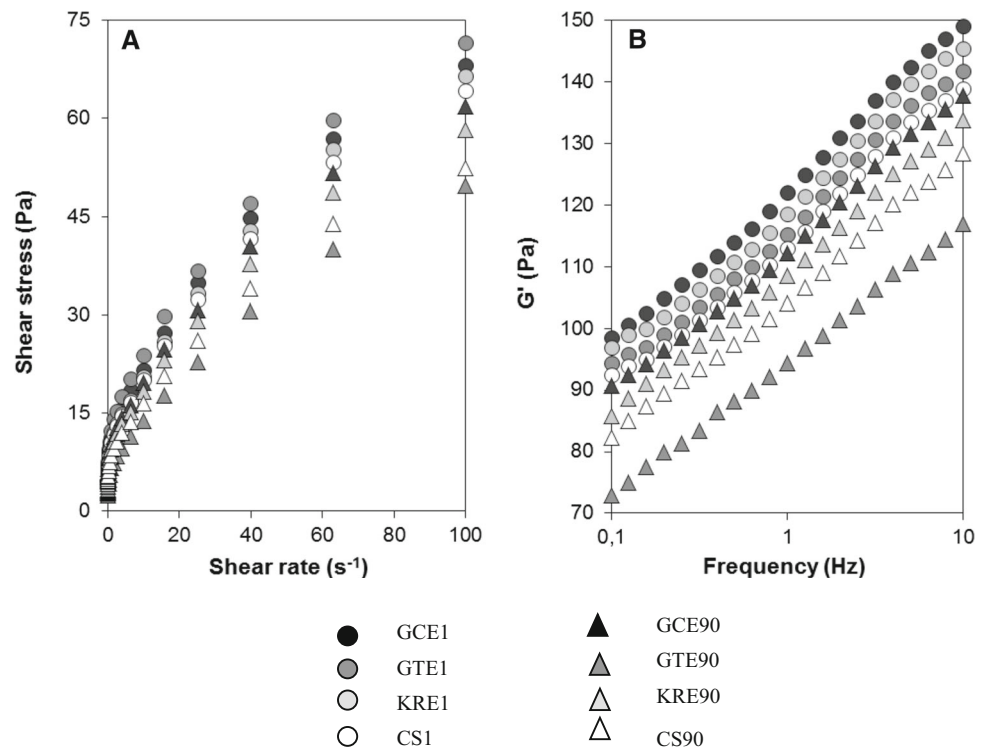 A
Shear stress (Pa)
75
60
45
30
15
0
0 20 40 60 80 100
Shear rate (s-1)
B
G' (Pa)
150
140
130
120
110
100
90
80
70
0,1 1 10
Frequency (Hz)
GCE1
GTE1
KRE1
CS1
GCE90
GTE90
KRE90
CS90